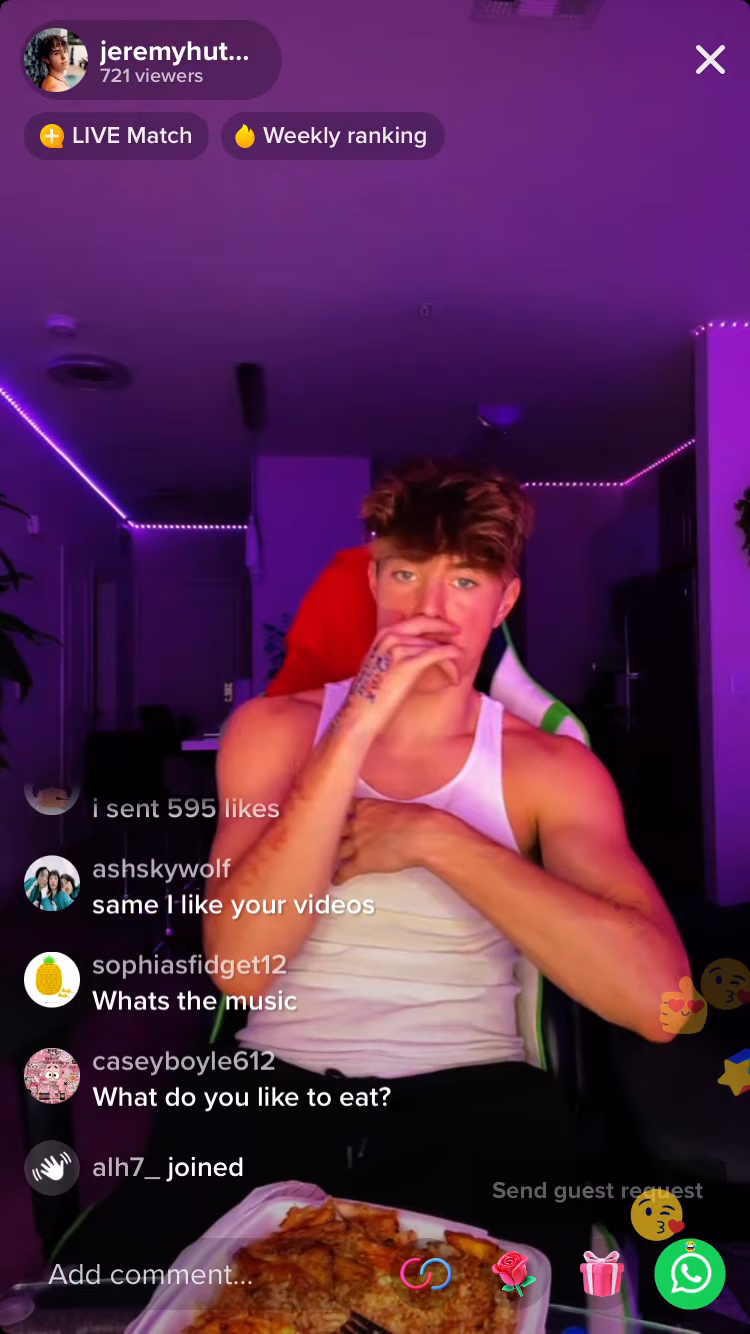 jeremyhut...
721 viewers
LIVE Match
Weekly ranking
i sent 595 likes
ashskywolf
same I like your videos
sophiasfidget12
Whats the music
caseyboyle612
What do you like to eat?
alh7_ joined
Send guest request
Add comment...